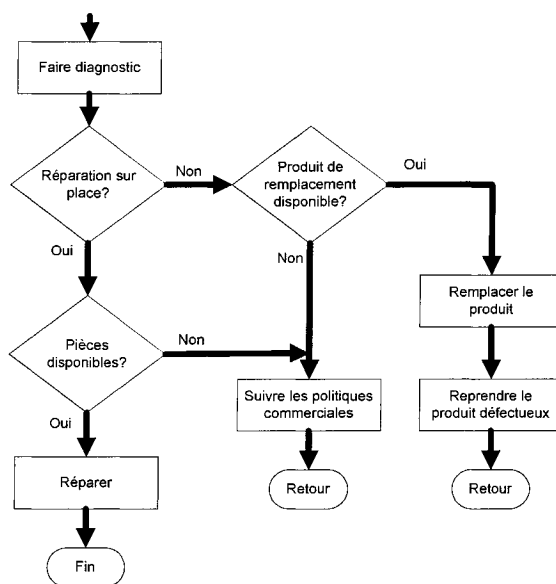 Faire diagnostic
Réparation sur
place?
Non
Produit de
remplacement
disponible?
Oui
Oui
Non
Remplacer le
produit
Pièces
disponibles?
Non
Suivre les politiques
commerciales
Reprendre le
produit défectueux
Oui
Réparer
Retour
Retour
Fin